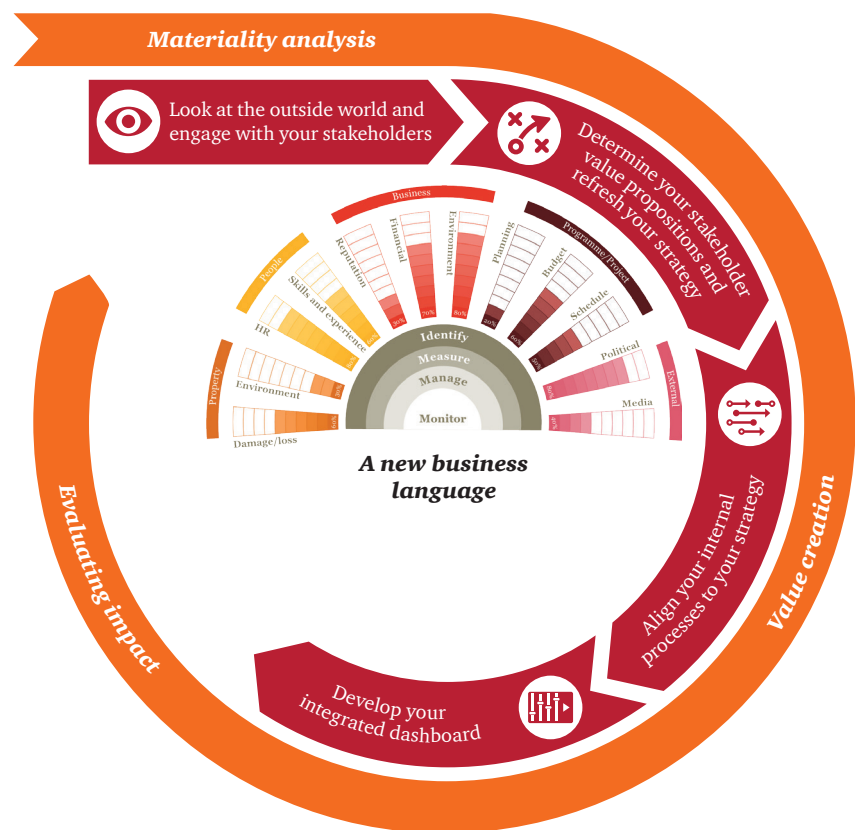 Materiality analysis
Look at the outside world and
engage with your stakeholders
Determine your stakeholder
value propositions and
refresh your strategy
Business
Programme/Project
People
External
Property
Reputation
Financial
Environment
Planning
Budget
Schedule
Skills and experience
HR
Political
Media
Environment
Damage/loss
70%
80%
20%
Identify
Measure
Manage
Monitor
A new business
language
Align your internal
processes to your strategy
Value creation
Evaluating impact
Develop your
integrated dashboard